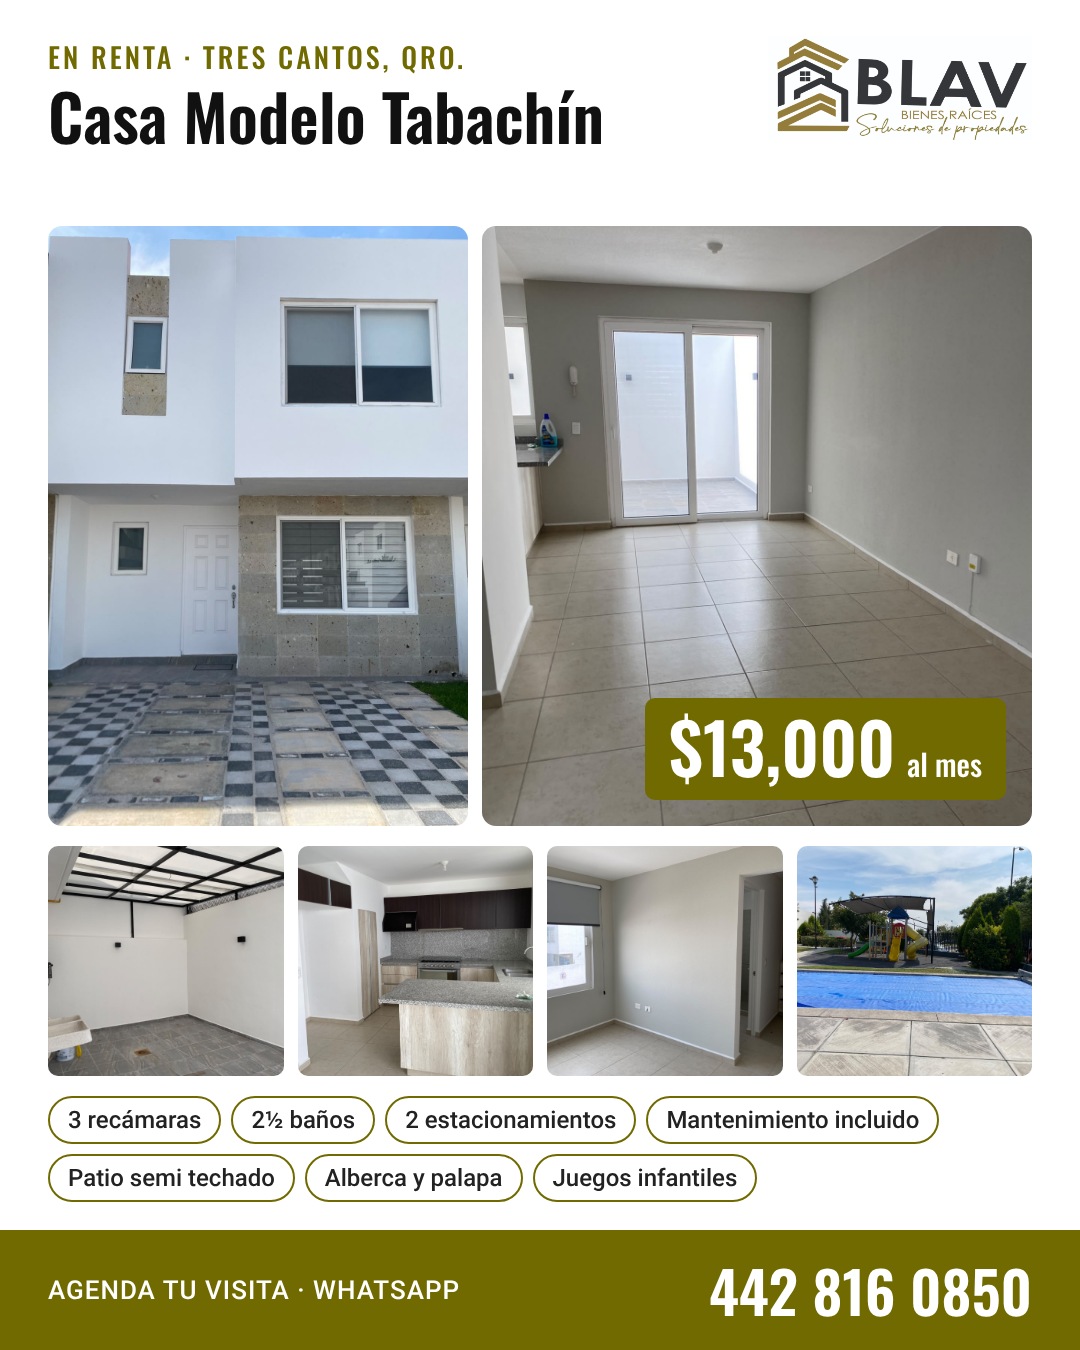 EN RENTA · TRES CANTOS, QRO.
Casa Modelo Tabachín
BLAV
BIENES RAÍCES
Soluciones de propiedades
$13,000 al mes
3 recámaras
2½ baños
2 estacionamientos
Mantenimiento incluido
Patio semi techado
Alberca y palapa
Juegos infantiles
AGENDA TU VISITA · WHATSAPP
442 816 0850